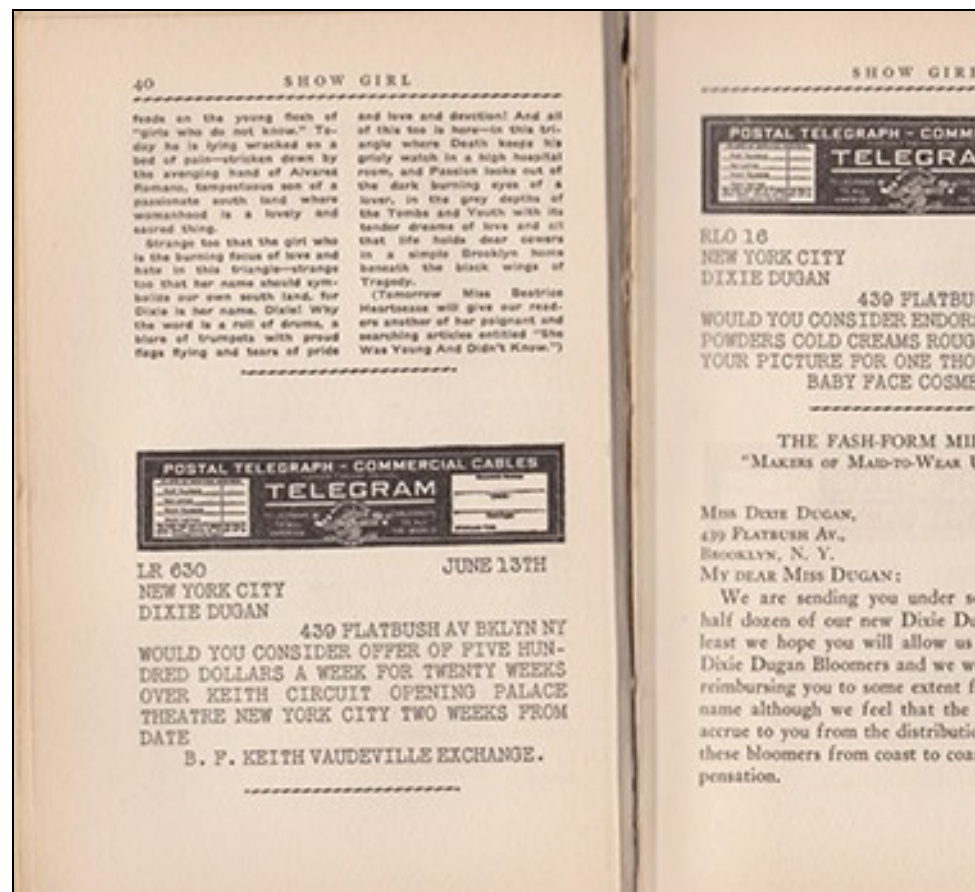 40 SHOW GIRL
feeds on the young flesh of
"girls who do not know." To-
day he is lying wracked on a
bed of pain—stricken down by
the avenging hand of Alvarez
Romano, tempestuous son of a
passionate south land where
womanhood is a lovely and
sacred thing.
Strange too that the girl who
is the burning focus of love and
hate in this triangle—strange
too that her name should sym-
bolize our own south land, for
Dixie is her name. Dixie! Why
the word is a roll of drums, a
blare of trumpets with proud
flags flying and tears of pride
and love and devotion! And all
of this too is here—in this tri-
angle where Death keeps his
grisly watch in a high hospital
room, and Passion looks out of
the dark burning eyes of a
lover, in the grey depths of
the Tombs and Youth with its
tender dreams of love and all
that life holds dear cowers
in a simple Brooklyn home
beneath the black wings of
Tragedy.
(Tomorrow Miss Beatrice
Heartsease will give our read-
ers another of her poignant and
searching articles entitled "She
Was Young And Didn't Know.")
POSTAL TELEGRAPH - COMMERCIAL CABLES
TELEGRAM
LR 630 JUNE 13TH
NEW YORK CITY
DIXIE DUGAN
439 FLATBUSH AV BKLYN NY
WOULD YOU CONSIDER OFFER OF FIVE HUN-
DRED DOLLARS A WEEK FOR TWENTY WEEKS
OVER KEITH CIRCUIT OPENING PALACE
THEATRE NEW YORK CITY TWO WEEKS FROM
DATE
B. F. KEITH VAUDEVILLE EXCHANGE.
SHOW GIRL
POSTAL TELEGRAPH - COMM
TELEGRA
RLO 16
NEW YORK CITY
DIXIE DUGAN
439 FLATBU
WOULD YOU CONSIDER ENDOR
POWDERS COLD CREAMS ROUG
YOUR PICTURE FOR ONE THO
BABY FACE COSME
THE FASH-FORM MI
"MAKERS OF MAID-TO-WEAR U
MISS DIXIE DUGAN,
439 FLATBUSH AV.,
BROOKLYN, N. Y.
MY DEAR MISS DUGAN:
We are sending you under s
half dozen of our new Dixie Du
least we hope you will allow us
Dixie Dugan Bloomers and we w
reimbursing you to some extent f
name although we feel that the
accrue to you from the distributi
these bloomers from coast to coa
pensation.